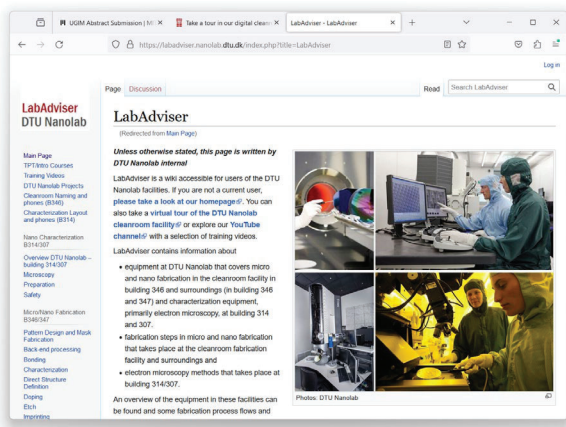 UGIM Abstract Submission | M
Take a tour in our digital clean
LabAdviser - LabAdviser
https://labadviser.nanolab.dtu.dk/index.php?title=LabAdviser
Log in
Page Discussion
Read
Search LabAdviser
LabAdviser
DTU Nanolab
Main Page
TPT/Intro Courses
Training Videos
DTU Nanolab Projects
Cleanroom Naming and
phones (B346)
Characterization Layout
and phones (B314)
Nano Characterization
B314/307
Overview DTU Nanolab –
building 314/307
Microscopy
Preparation
Safety
Micro/Nano Fabrication
B346/347
Pattern Design and Mask
Fabrication
Back-end processing
Bonding
Characterization
Direct Structure
Definition
Doping
Etch
Imprinting
LabAdviser
(Redirected from Main Page)
Unless otherwise stated, this page is written by
DTU Nanolab internal
LabAdviser is a wiki accessible for users of the DTU
Nanolab facilities. If you are not a current user,
please take a look at our homepage. You can
also take a virtual tour of the DTU Nanolab
cleanroom facility or explore our YouTube
channel with a selection of training videos.
LabAdviser contains information about
• equipment at DTU Nanolab that covers micro
and nano fabrication in the cleanroom facility in
building 346 and surroundings (in building 346
and 347) and characterization equipment,
primarily electron microscopy, at building 314
and 307.
• fabrication steps in micro and nano fabrication
that takes place at the cleanroom fabrication
facility and surroundings and
• electron microscopy methods that takes place at
building 314/307.
An overview of the equipment in these facilities can
be found and some fabrication process flows and
Photos: DTU Nanolab